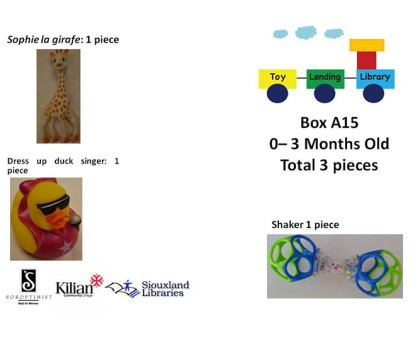 Sophie la girafe: 1 piece
Dress up duck singer: 1
piece
S
SOROPTIMIST
Kilian
Community College
Siouxland
Libraries
Toy Lending Library
Box A15
0– 3 Months Old
Total 3 pieces
Shaker 1 piece